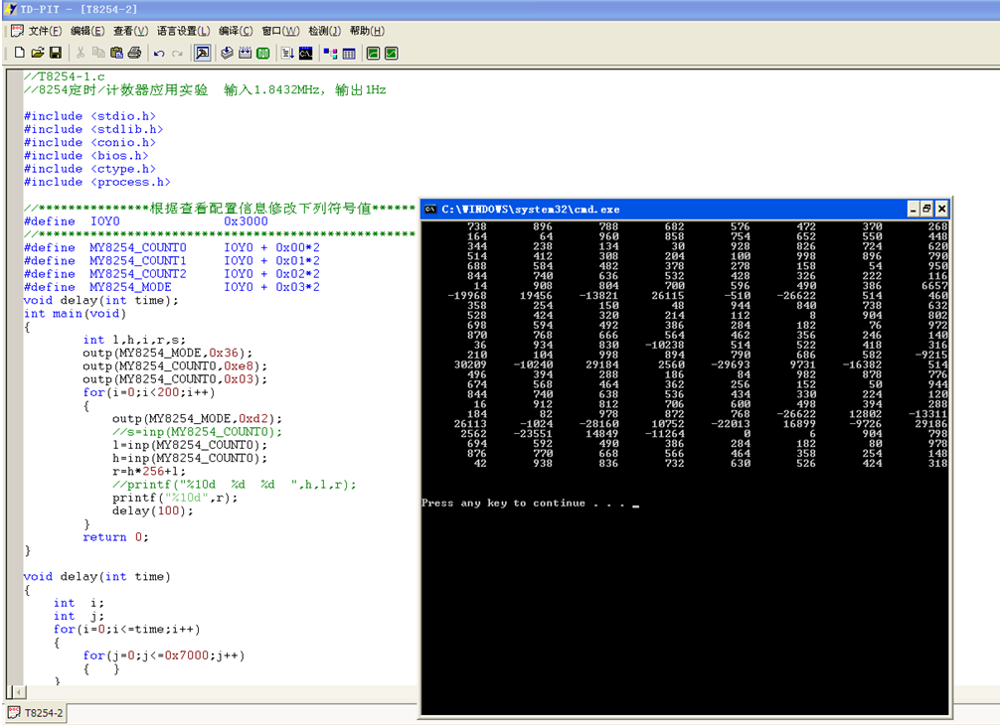 TD-PIT - [T8254-2]
文件(F) 编辑(E) 查看(V) 语言设置(L) 编译(C) 窗口(W) 检测(J) 帮助(H)
//T8254-1.c
//8254定时/计数器应用实验 输入1.8432MHz, 输出1Hz
#include <stdio.h>
#include <stdlib.h>
#include <conio.h>
#include <bios.h>
#include <ctype.h>
#include <process.h>
//***************根据查看配置信息修改下列符号值******
#define IOY0 0x3000
//***************************************************
#define MY8254_COUNT0 IOY0 + 0x00*2
#define MY8254_COUNT1 IOY0 + 0x01*2
#define MY8254_COUNT2 IOY0 + 0x02*2
#define MY8254_MODE IOY0 + 0x03*2
void delay(int time);
int main(void)
{
int l,h,i,r,s;
outp(MY8254_MODE,0x36);
outp(MY8254_COUNT0,0xe8);
outp(MY8254_COUNT0,0x03);
for(i=0;i<200;i++)
{
outp(MY8254_MODE,0xd2);
//s=inp(MY8254_COUNT0);
l=inp(MY8254_COUNT0);
h=inp(MY8254_COUNT0);
r=h*256+l;
//printf("%10d %d %d ",h,l,r);
printf("%10d",r);
delay(100);
}
return 0;
}
void delay(int time)
{
int i;
int j;
for(i=0;i<=time;i++)
{
for(j=0;j<=0x7000;j++)
{ }
}
T8254-2
C:\WINDOWS\system32\cmd.exe
738 896 788 682 576 472 370 268
164 64 960 858 754 652 550 448
344 238 134 30 928 826 724 620
514 412 308 204 100 998 896 790
688 584 482 378 278 158 54 950
844 740 636 532 428 326 222 116
14 908 804 700 596 490 386 6657
-19968 19456 -13821 26115 -510 -26622 514 460
358 254 150 48 944 840 738 632
528 424 320 214 112 8 904 802
698 594 492 386 284 182 76 972
870 768 666 564 462 356 246 140
36 934 830 -10238 514 522 418 316
210 104 998 894 790 686 582 -9215
30209 -10240 29184 2560 -29693 9731 -16382 514
496 394 288 186 84 982 878 776
674 568 464 362 256 152 50 944
844 740 638 536 434 330 224 120
16 912 812 706 600 498 394 288
184 82 978 872 768 -26622 12802 -13311
26113 -1024 -28160 10752 -22013 16899 -9726 29186
2562 -23551 14849 -11264 0 6 904 798
694 592 490 386 284 182 80 978
876 770 668 566 464 358 254 148
42 938 836 732 630 526 424 318
Press any key to continue . . . _